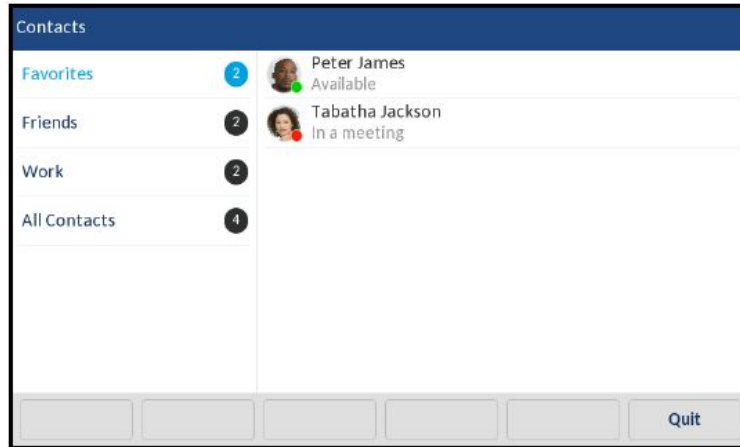 Contacts
Favorites 2
Friends 2
Work 2
All Contacts 4
Peter James
Available
Tabatha Jackson
In a meeting
Quit